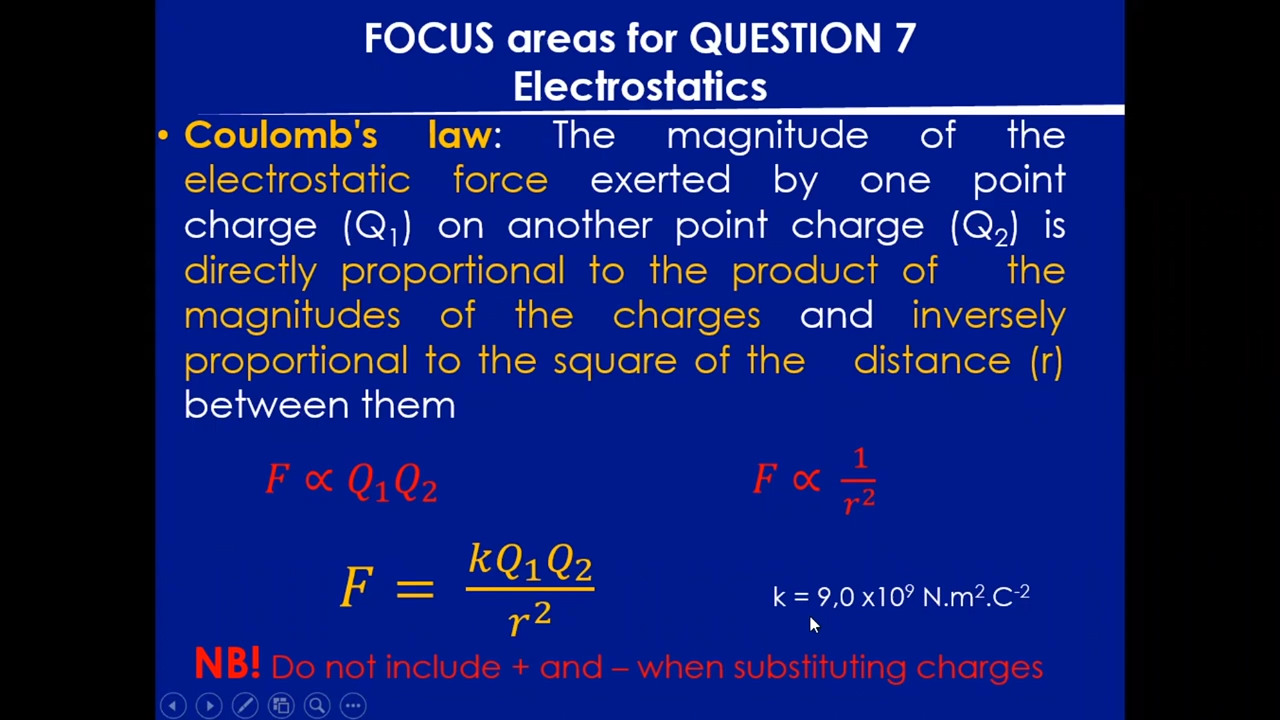 FOCUS areas for QUESTION 7
Electrostatics
• Coulomb's law: The magnitude of the
electrostatic force exerted by one point
charge (Q₁) on another point charge (Q₂) is
directly proportional to the product of the
magnitudes of the charges and inversely
proportional to the square of the distance (r)
between them
F ∝ Q₁Q₂
F ∝ 1/r²
F = kQ₁Q₂/r²
k = 9,0 x10⁹ N.m².C⁻²
NB! Do not include + and – when substituting charges